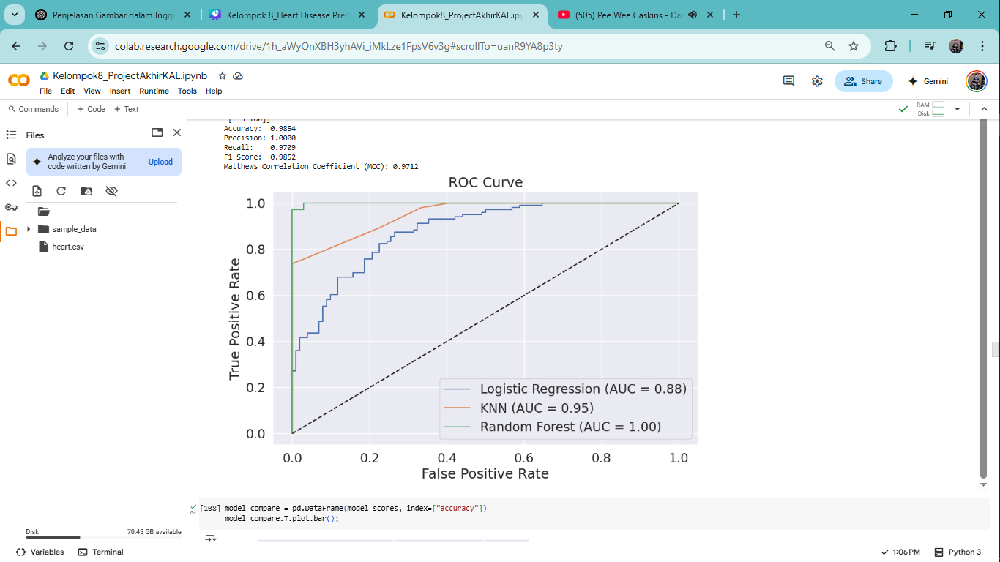 Penjelasan Gambar dalam Inggr
Kelompok 8_Heart Disease Pred
Kelompok8_ProjectAkhirKAL.ipyn
(505) Pee Wee Gaskins - Da
colab.research.google.com/drive/1h_aWyOnXBH3yhAVi_iMkLze1FpsV6v3g#scrollTo=uanR9YA8p3ty
Kelompok8_ProjectAkhirKAL.ipynb
File Edit View Insert Runtime Tools Help
Share
Gemini
Commands + Code + Text
RAM
Disk
Files
Analyze your files with
code written by Gemini
Upload
..
sample_data
heart.csv
Disk 70.43 GB available
Accuracy: 0.9854
Precision: 1.0000
Recall: 0.9709
F1 Score: 0.9852
Matthews Correlation Coefficient (MCC): 0.9712
ROC Curve
True Positive Rate
1.0
0.8
0.6
0.4
0.2
0.0
Logistic Regression (AUC = 0.88)
KNN (AUC = 0.95)
Random Forest (AUC = 1.00)
0.0 0.2 0.4 0.6 0.8 1.0
False Positive Rate
[108] model_compare = pd.DataFrame(model_scores, index=["accuracy"])
model_compare.T.plot.bar();
0s
Variables Terminal
1:06 PM Python 3